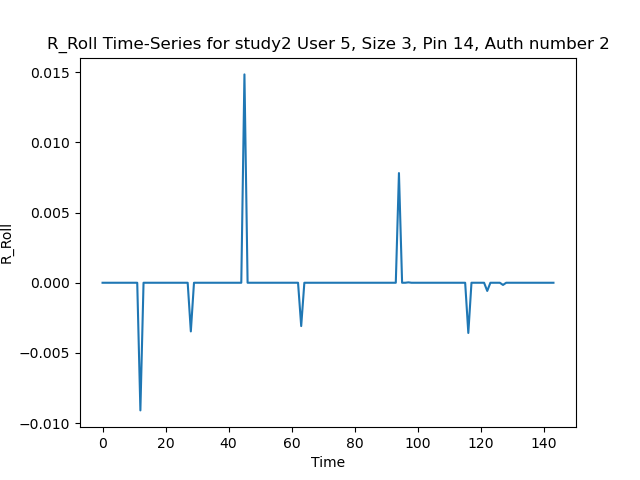 R_Roll Time-Series for study2 User 5, Size 3, Pin 14, Auth number 2
0.015
0.010
0.005
0.000
−0.005
−0.010
R_Roll
0 20 40 60 80 100 120 140
Time